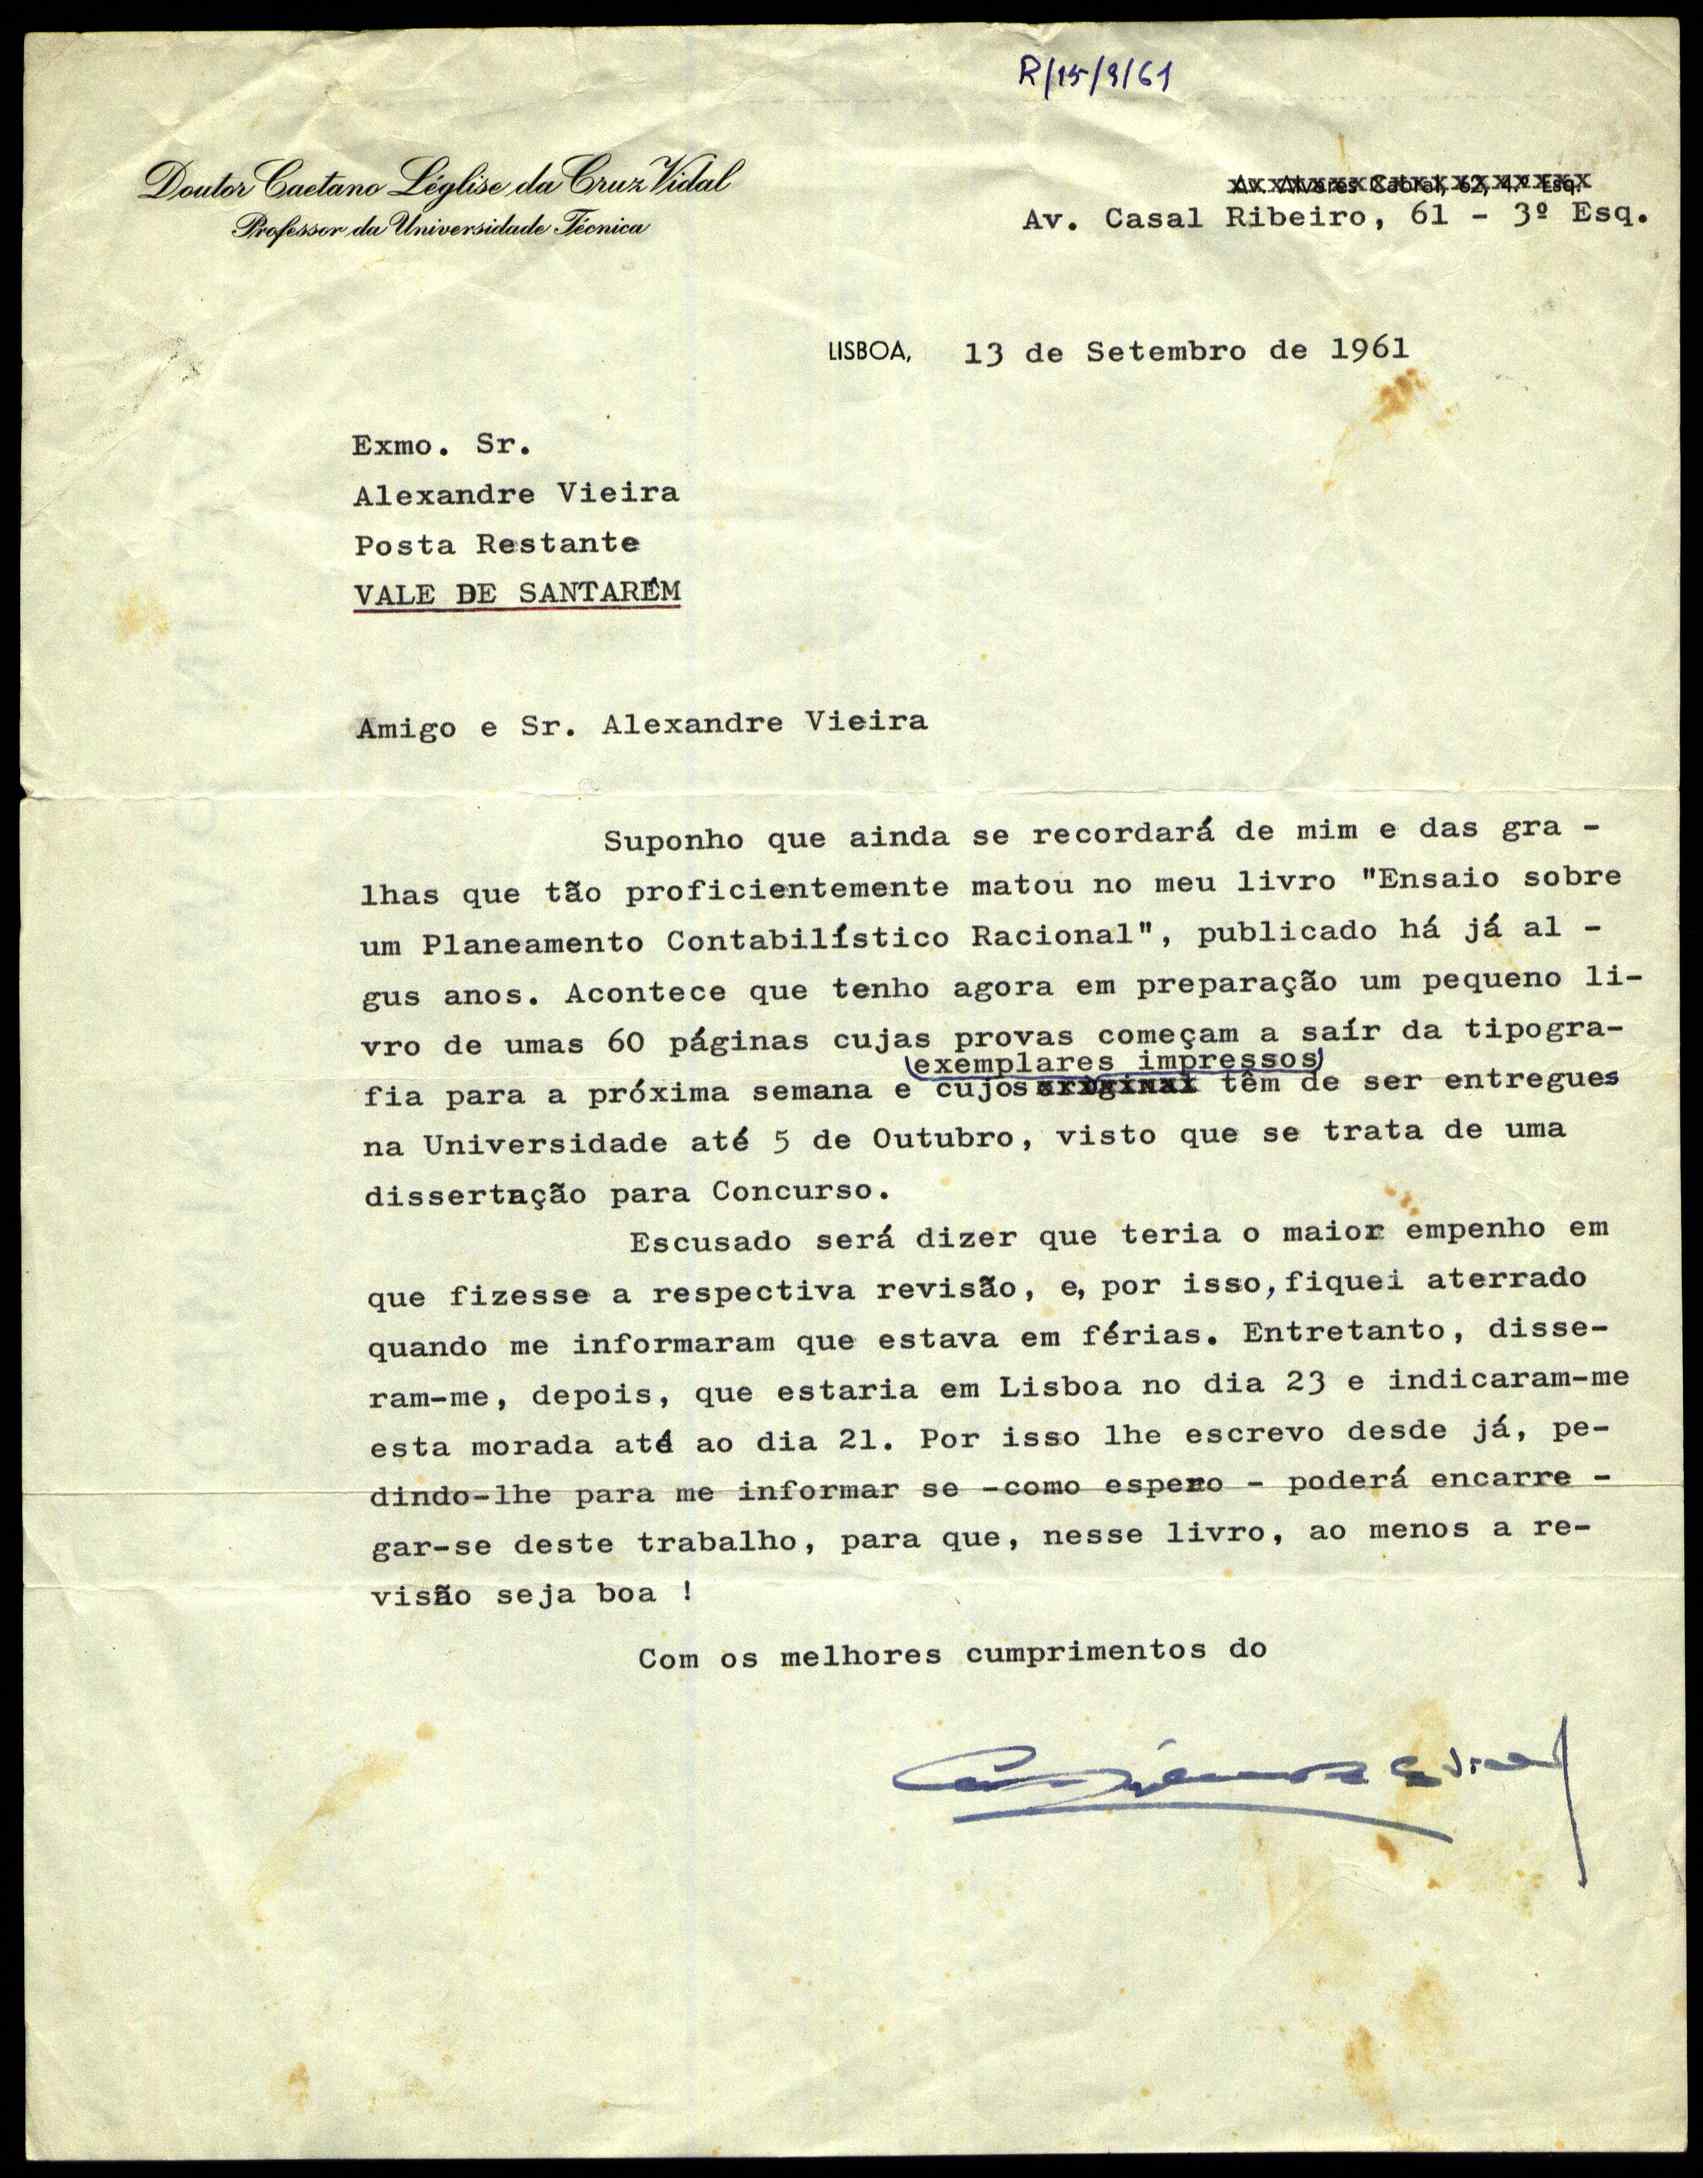 R/15/9/61
Doutor Caetano Léglise da Cruz Vidal
Professor da Universidade Técnica
Av. Alvares Cabral, 62, 4.º Esq.
Av. Casal Ribeiro, 61 - 3º Esq.
LISBOA, 13 de Setembro de 1961
Exmo. Sr.
Alexandre Vieira
Posta Restante
VALE DE SANTARÉM
Amigo e Sr. Alexandre Vieira
Suponho que ainda se recordará de mim e das gra -
lhas que tão proficientemente matou no meu livro "Ensaio sobre
um Planeamento Contabilístico Racional", publicado há já al -
gus anos. Acontece que tenho agora em preparação um pequeno li-
vro de umas 60 páginas cujas provas começam a saír da tipogra-
exemplares impressos
fia para a próxima semana e cujos original têm de ser entregues
na Universidade até 5 de Outubro, visto que se trata de uma
dissertação para Concurso.
Escusado será dizer que teria o maior empenho em
que fizesse a respectiva revisão, e, por isso, fiquei aterrado
quando me informaram que estava em férias. Entretanto, disse-
ram-me, depois, que estaria em Lisboa no dia 23 e indicaram-me
esta morada até ao dia 21. Por isso lhe escrevo desde já, pe-
dindo-lhe para me informar se -como espero - poderá encarre -
gar-se deste trabalho, para que, nesse livro, ao menos a re-
visão seja boa !
Com os melhores cumprimentos do